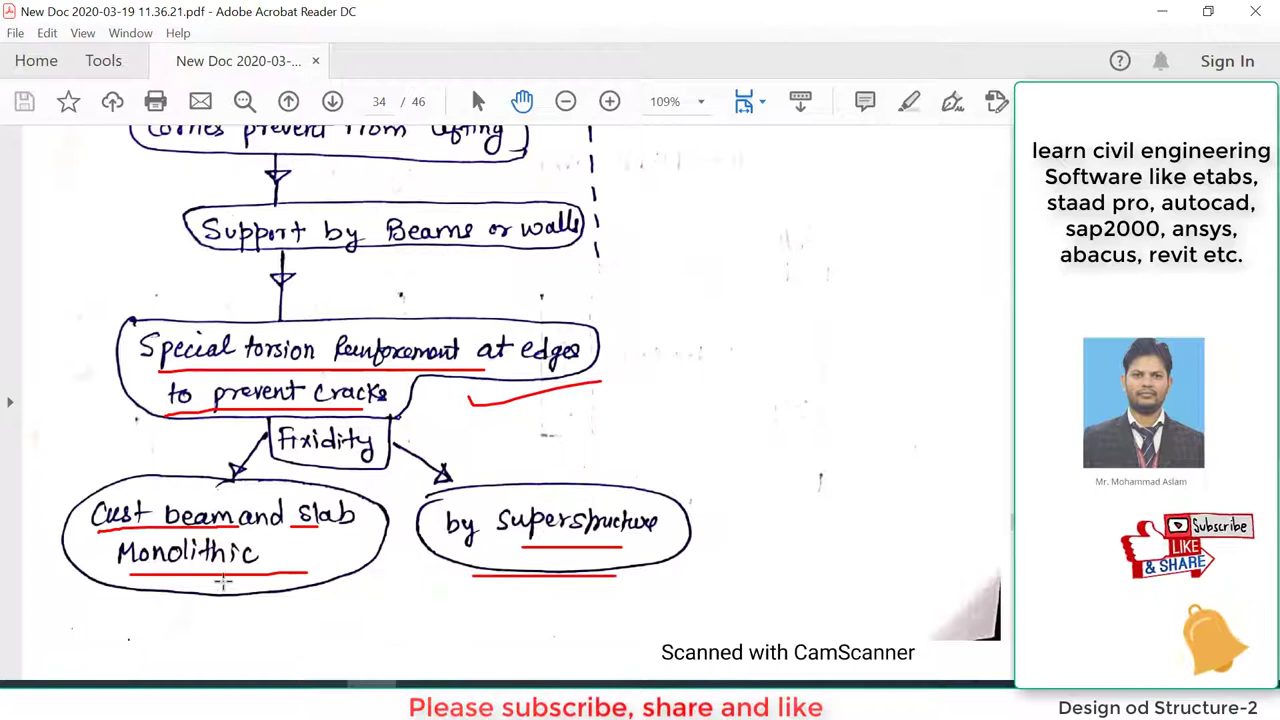 New Doc 2020-03-19 11.36.21.pdf - Adobe Acrobat Reader DC
File Edit View Window Help
Home Tools New Doc 2020-03-... × Sign In
34 / 46 109%
Cornes prevent from lifting
Support by Beams or walls
Special torsion Reinforcement at edges
to prevent cracks
Fixidity
Cast beam and slab
Monolithic
by superstructure
Scanned with CamScanner
learn civil engineering
Software like etabs,
staad pro, autocad,
sap2000, ansys,
abacus, revit etc.
Mr. Mohammad Aslam
Subscribe
LIKE
& SHARE
Please subscribe, share and like
Design od Structure-2